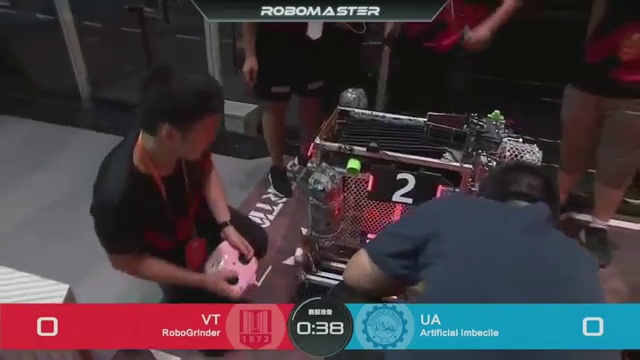 ROBOMASTER
2
0
VT
RoboGrinder
1872
0:38
UA
Artificial Imbecile
0